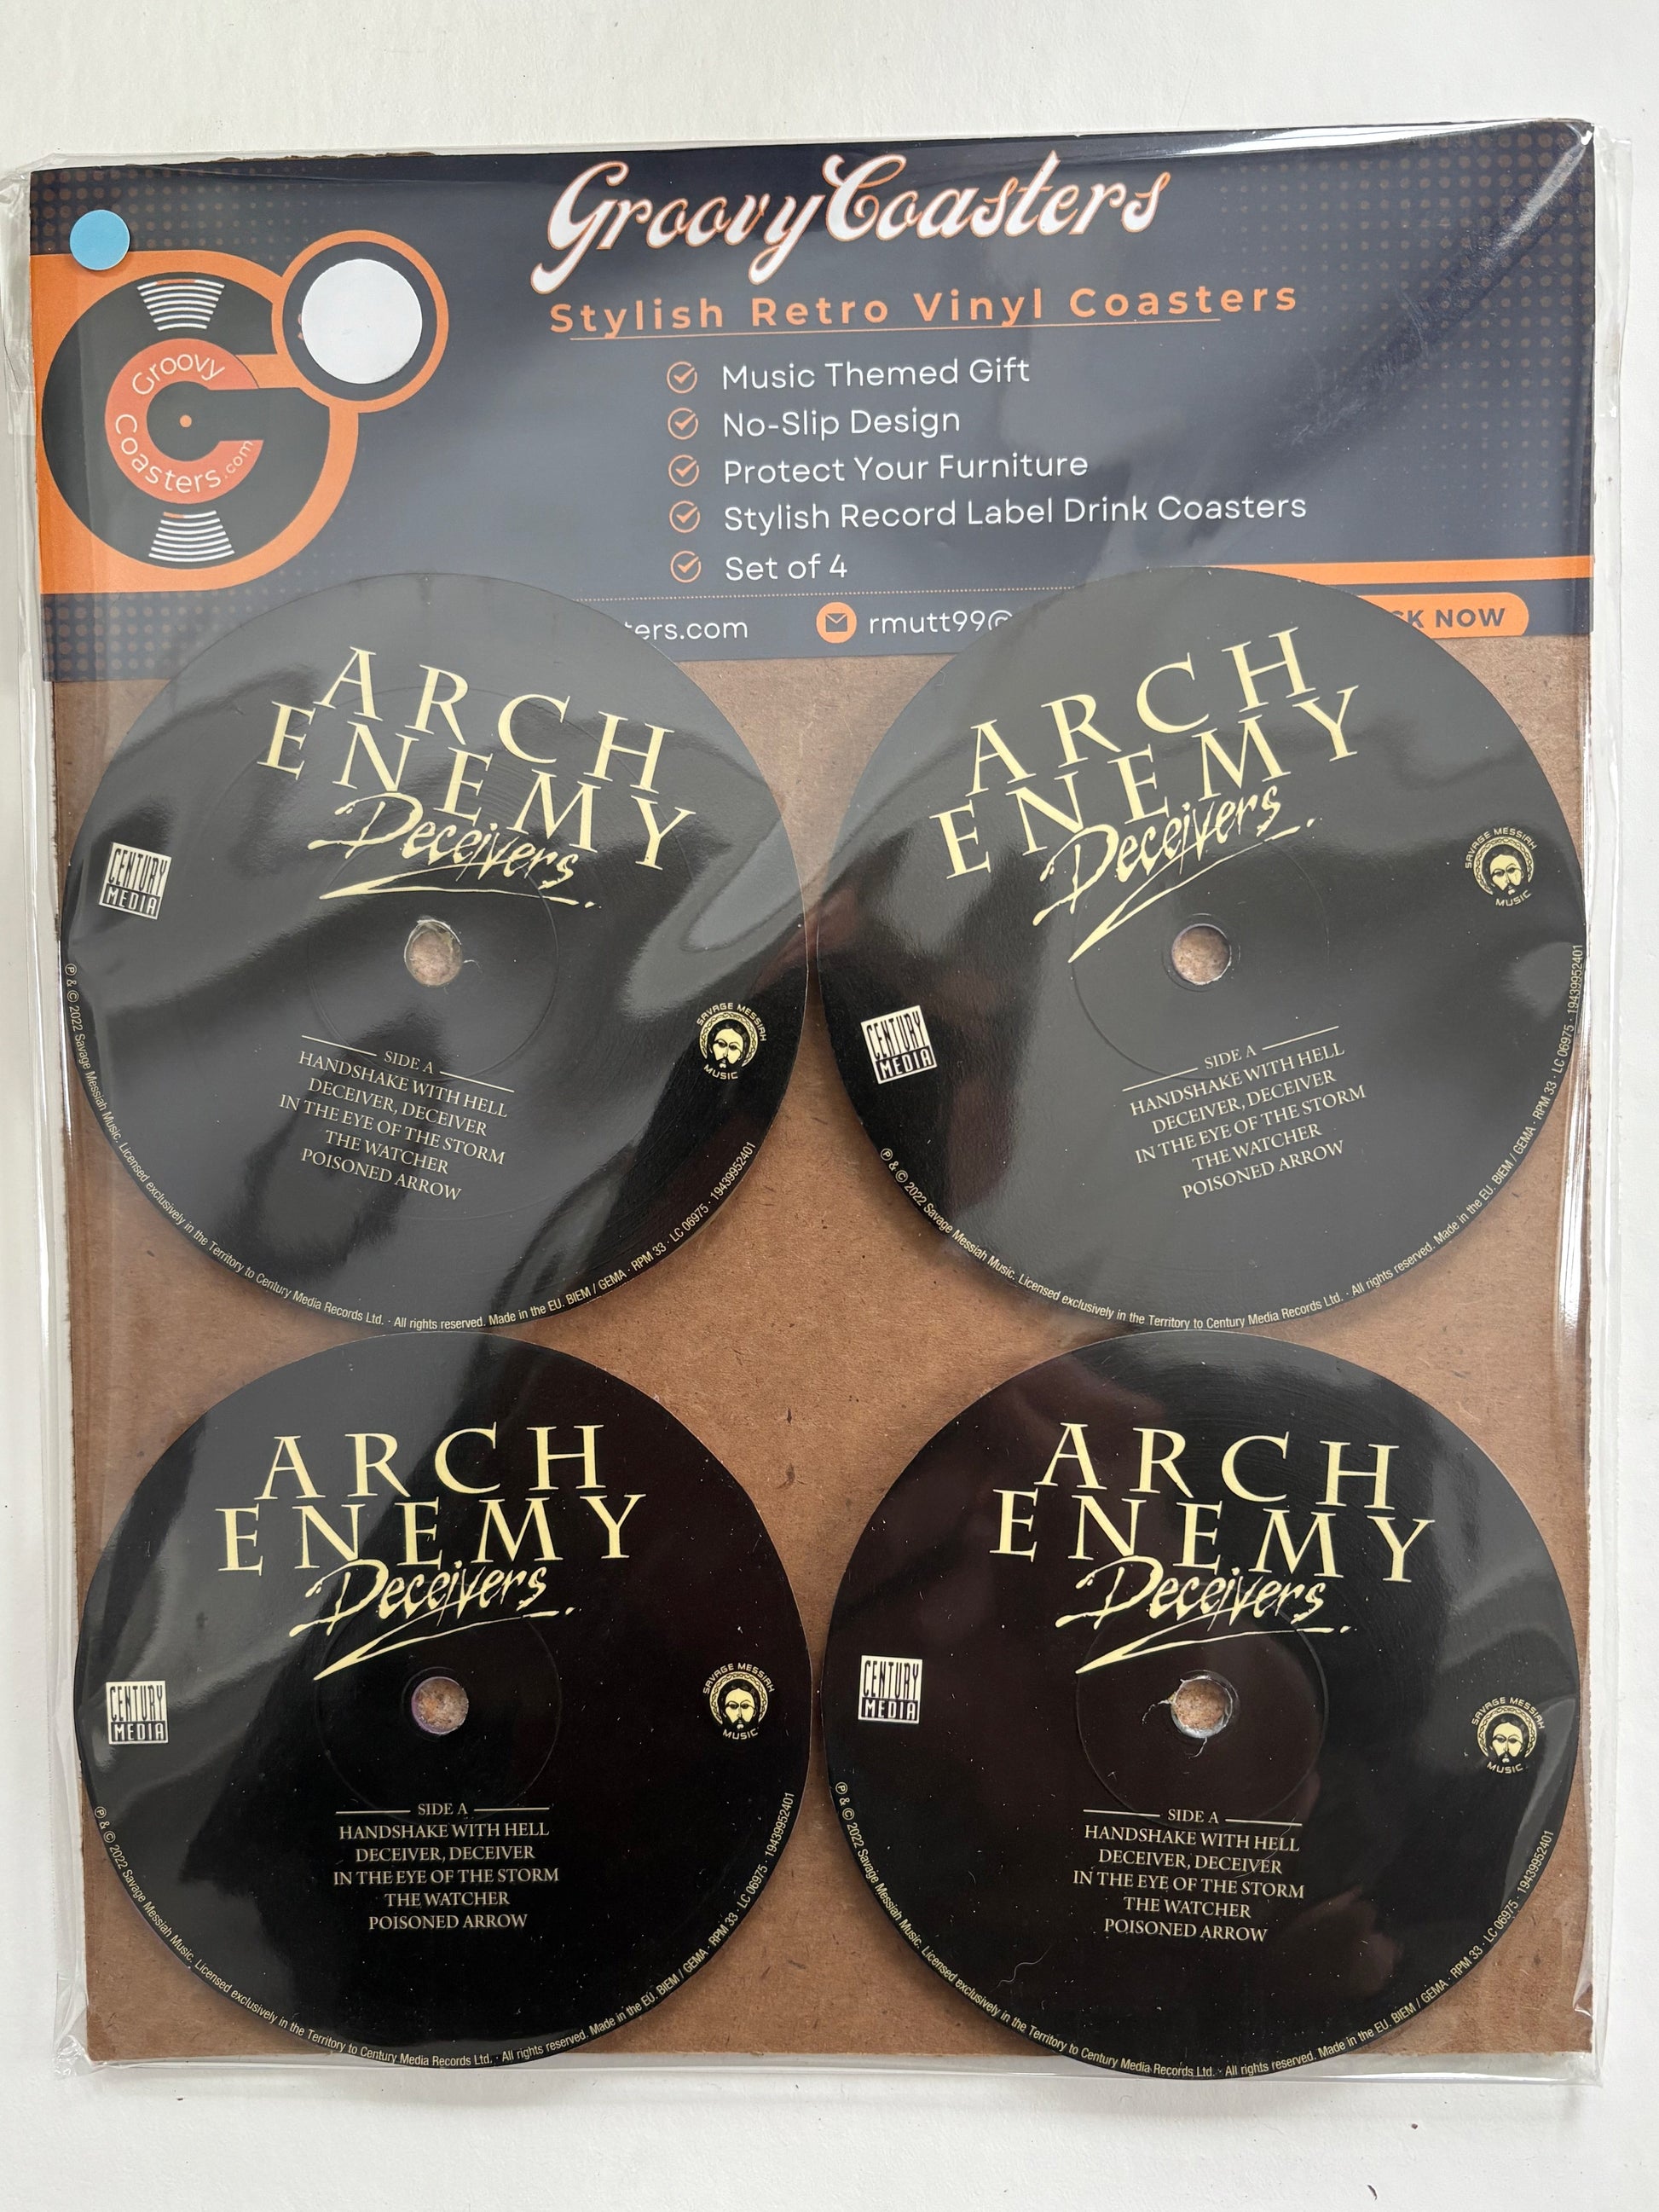 GroovyCoasters
Stylish Retro Vinyl Coasters
Groovy
Coasters.com
Music Themed Gift
No-Slip Design
Protect Your Furniture
Stylish Record Label Drink Coasters
Set of 4
ters.com
rmutt99@
CK NOW
ARCH
ENEMY
Deceivers
CENTURY
MEDIA
SAVAGE MESSIAH
MUSIC
SIDE A
HANDSHAKE WITH HELL
DECEIVER, DECEIVER
IN THE EYE OF THE STORM
THE WATCHER
POISONED ARROW
℗ & © 2022 Savage Messiah Music. Licensed exclusively in the Territory to Century Media Records Ltd. · All rights reserved. Made in the EU. BIEM / GEMA · RPM 33 · LC 06975 · 19439952401
ARCH
ENEMY
Deceivers
CENTURY
MEDIA
SAVAGE MESSIAH
MUSIC
SIDE A
HANDSHAKE WITH HELL
DECEIVER, DECEIVER
IN THE EYE OF THE STORM
THE WATCHER
POISONED ARROW
℗ & © 2022 Savage Messiah Music. Licensed exclusively in the Territory to Century Media Records Ltd. · All rights reserved. Made in the EU. BIEM / GEMA · RPM 33 · LC 06975 · 19439952401
ARCH
ENEMY
Deceivers
CENTURY
MEDIA
SAVAGE MESSIAH
MUSIC
SIDE A
HANDSHAKE WITH HELL
DECEIVER, DECEIVER
IN THE EYE OF THE STORM
THE WATCHER
POISONED ARROW
℗ & © 2022 Savage Messiah Music. Licensed exclusively in the Territory to Century Media Records Ltd. · All rights reserved. Made in the EU. BIEM / GEMA · RPM 33 · LC 06975 · 19439952401
ARCH
ENEMY
Deceivers
CENTURY
MEDIA
SAVAGE MESSIAH
MUSIC
SIDE A
HANDSHAKE WITH HELL
DECEIVER, DECEIVER
IN THE EYE OF THE STORM
THE WATCHER
POISONED ARROW
℗ & © 2022 Savage Messiah Music. Licensed exclusively in the Territory to Century Media Records Ltd. · All rights reserved. Made in the EU. BIEM / GEMA · RPM 33 · LC 06975 · 19439952401